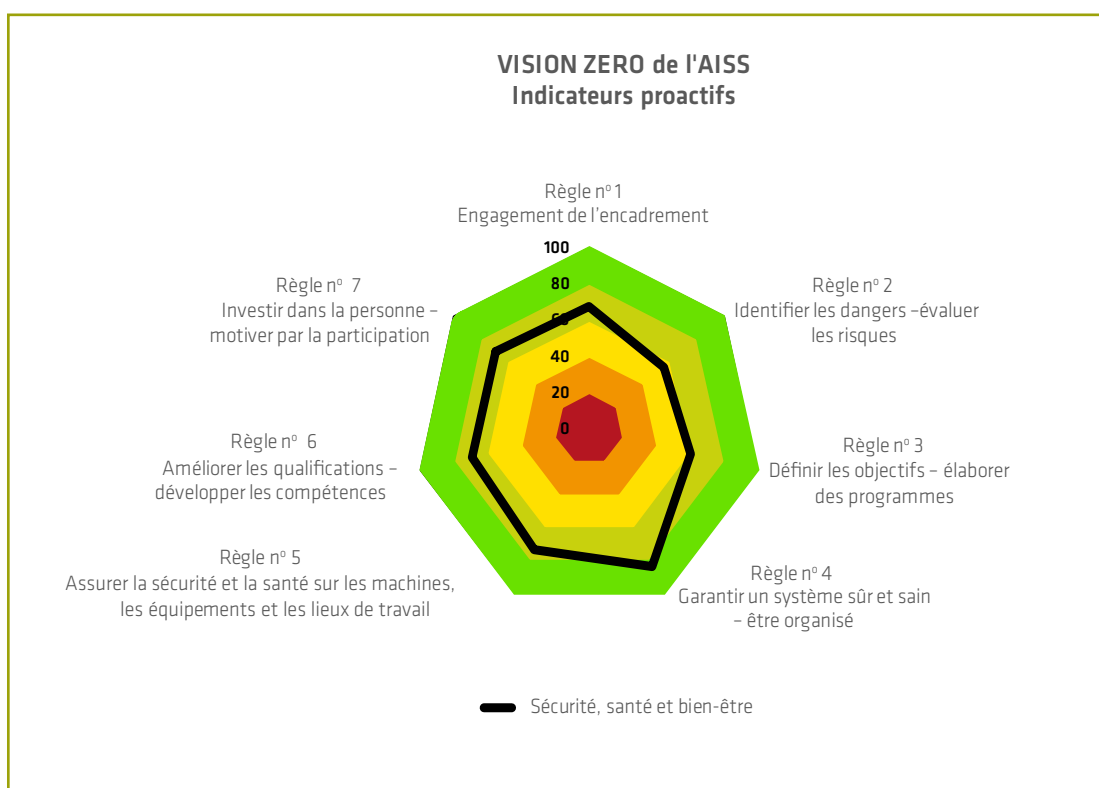 VISION ZERO de l'AISS
Indicateurs proactifs
Règle nº 1
Engagement de l'encadrement
100
80
60
40
20
0
Règle nº 2
Identifier les dangers –évaluer
les risques
Règle nº 3
Définir les objectifs – élaborer
des programmes
Règle nº 4
Garantir un système sûr et sain
– être organisé
Règle nº 5
Assurer la sécurité et la santé sur les machines,
les équipements et les lieux de travail
Règle nº 6
Améliorer les qualifications –
développer les compétences
Règle nº 7
Investir dans la personne –
motiver par la participation
Sécurité, santé et bien-être